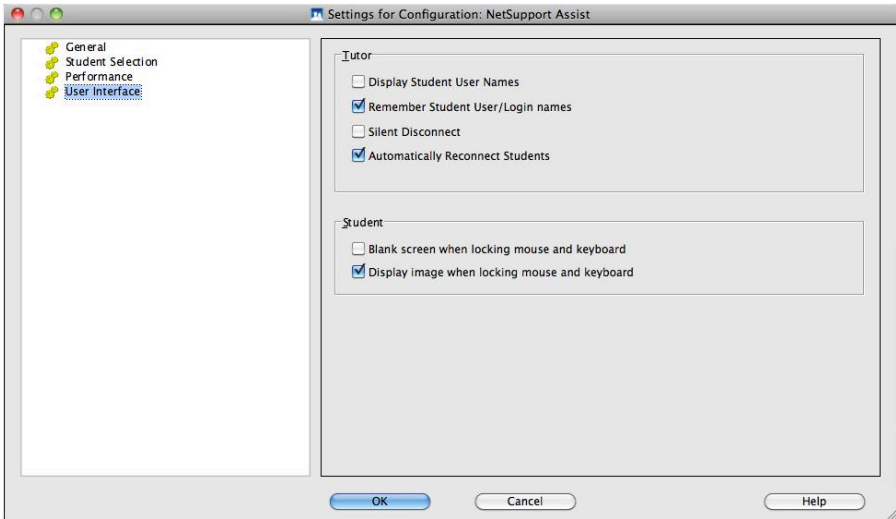 Settings for Configuration: NetSupport Assist
General
Student Selection
Performance
User Interface
Tutor
Display Student User Names
Remember Student User/Login names
Silent Disconnect
Automatically Reconnect Students
Student
Blank screen when locking mouse and keyboard
Display image when locking mouse and keyboard
OK
Cancel
Help